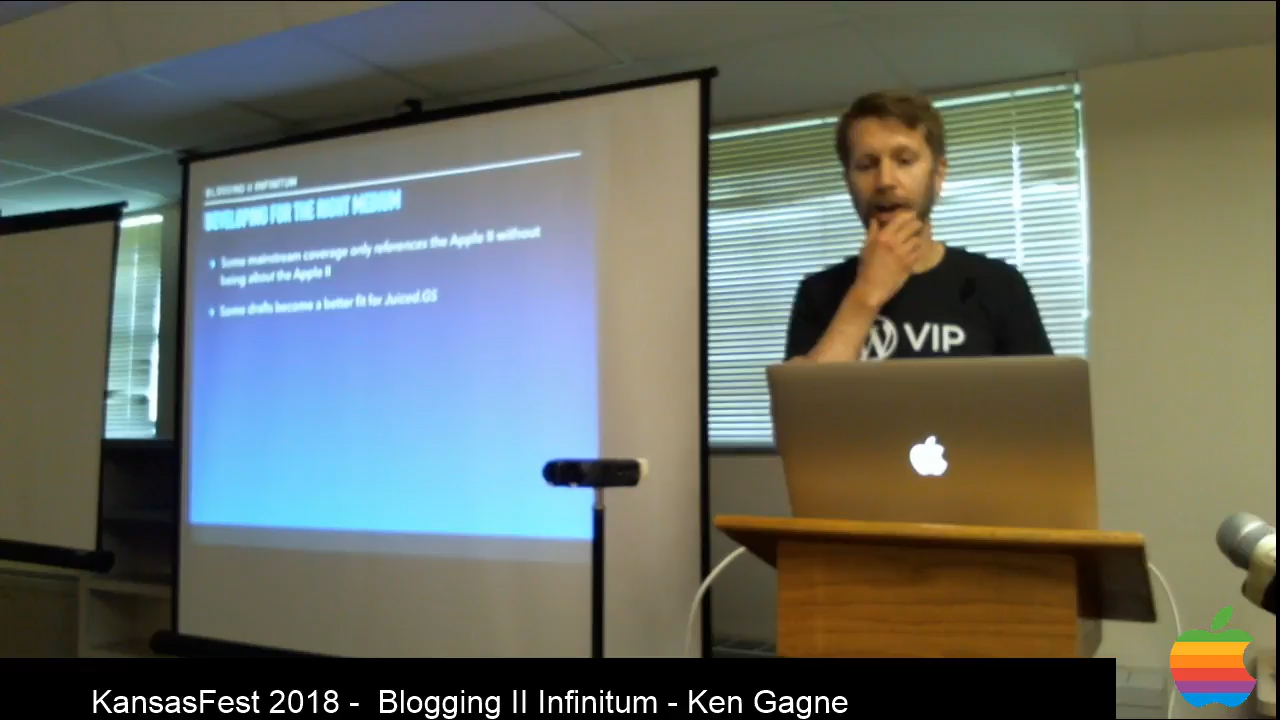 BLOGGING II INFINITUM
DEVELOPING FOR THE RIGHT MEDIUM
Some mainstream coverage only references the Apple II without
being about the Apple II
Some drafts become a better fit for Juiced.GS
W VIP
KansasFest 2018 -  Blogging II Infinitum - Ken Gagne